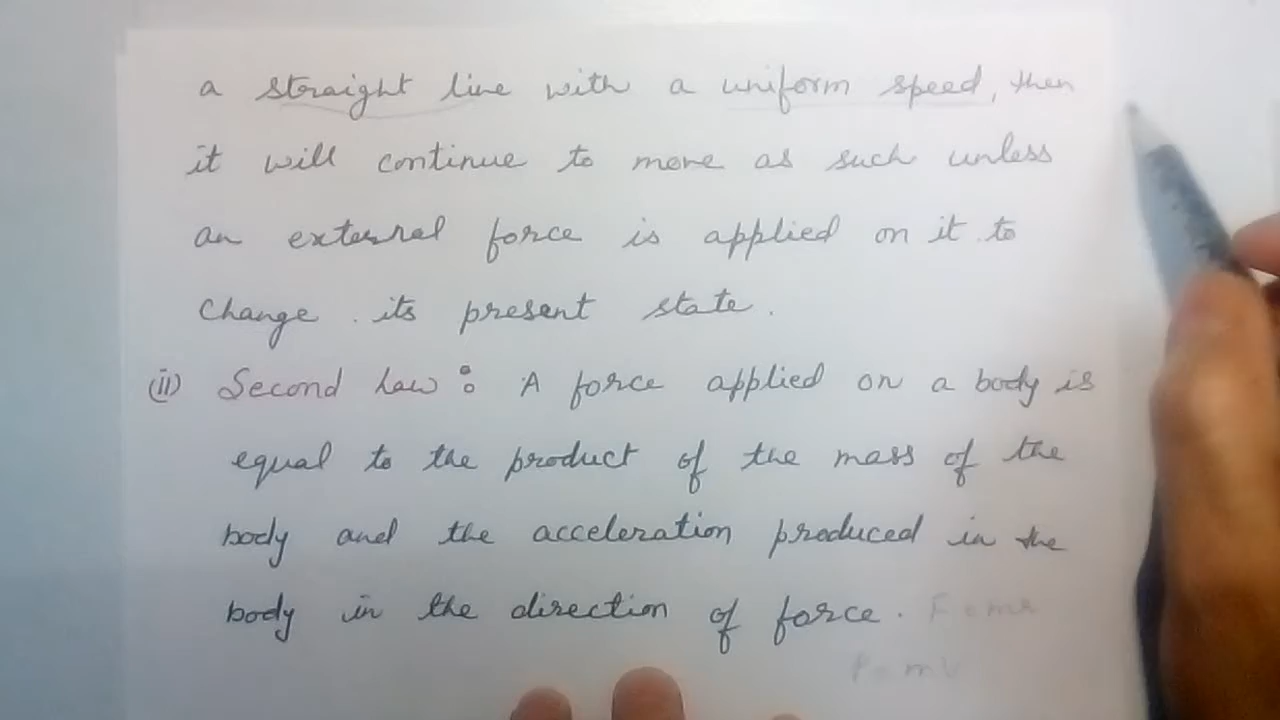 a straight line with a uniform speed, then
it will continue to move as such unless
an external force is applied on it to
change its present state.
(ii) Second Law : A force applied on a body is
equal to the product of the mass of the
body and the acceleration produced in the
body in the direction of force.